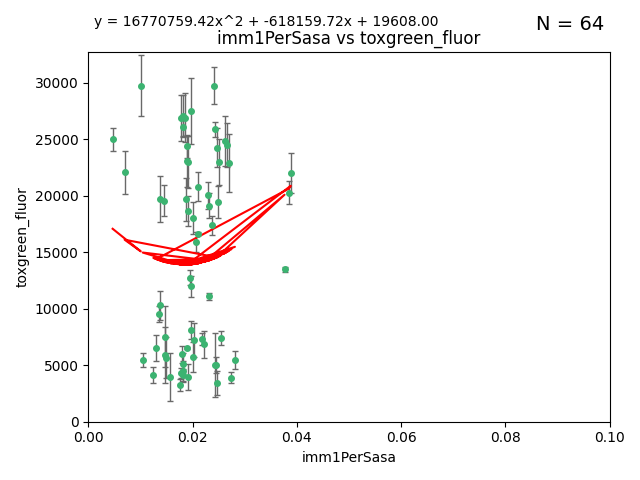 y = 16770759.42x^2 + -618159.72x + 19608.00
N = 64
imm1PerSasa vs toxgreen_fluor
toxgreen_fluor
30000
25000
20000
15000
10000
5000
0
0.00 0.02 0.04 0.06 0.08 0.10
imm1PerSasa